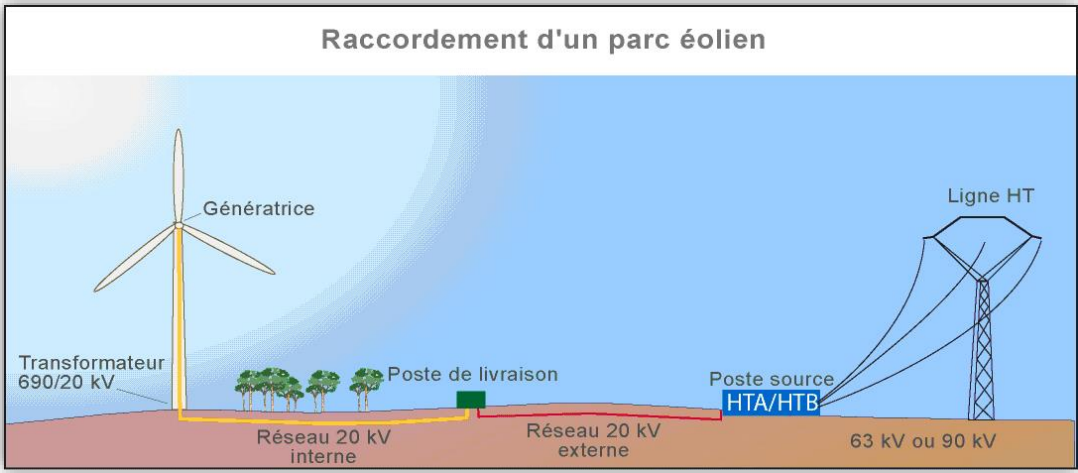 Raccordement d'un parc éolien
Génératrice
Ligne HT
Transformateur
690/20 kV
Poste de livraison
Poste source
HTA/HTB
Réseau 20 kV
interne
Réseau 20 kV
externe
63 kV ou 90 kV